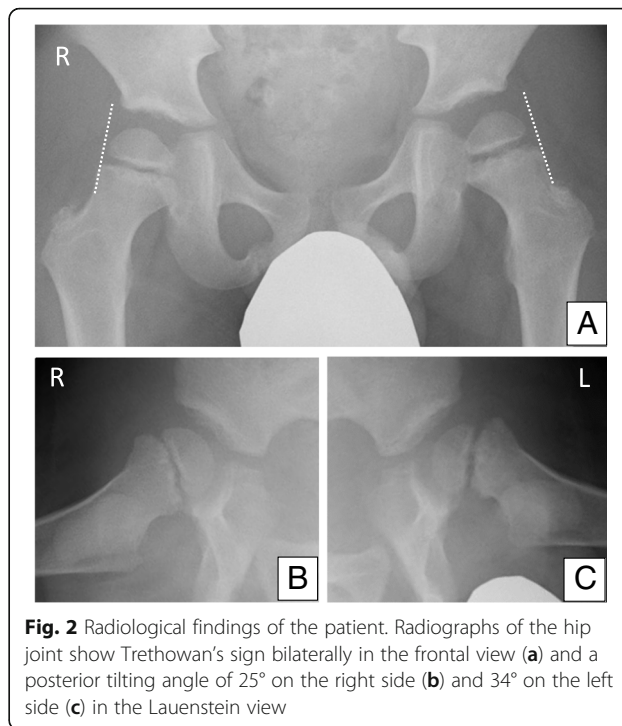 R
A
R
L
B
C
Fig. 2 Radiological findings of the patient. Radiographs of the hip
joint show Trethowan's sign bilaterally in the frontal view (a) and a
posterior tilting angle of 25° on the right side (b) and 34° on the left
side (c) in the Lauenstein view